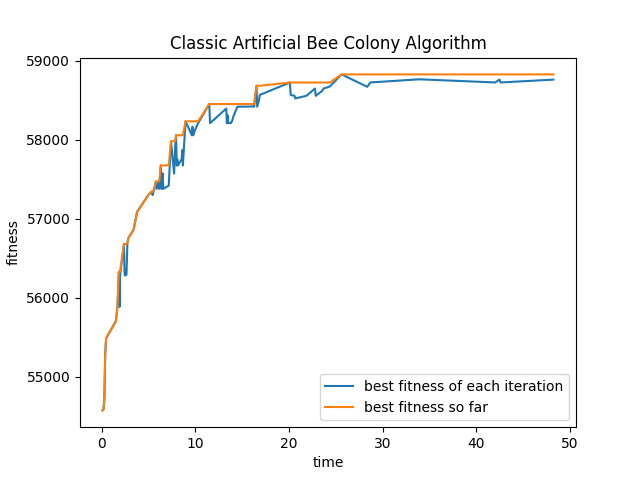 Classic Artificial Bee Colony Algorithm
59000
58000
57000
56000
55000
fitness
0 10 20 30 40 50
time
best fitness of each iteration
best fitness so far